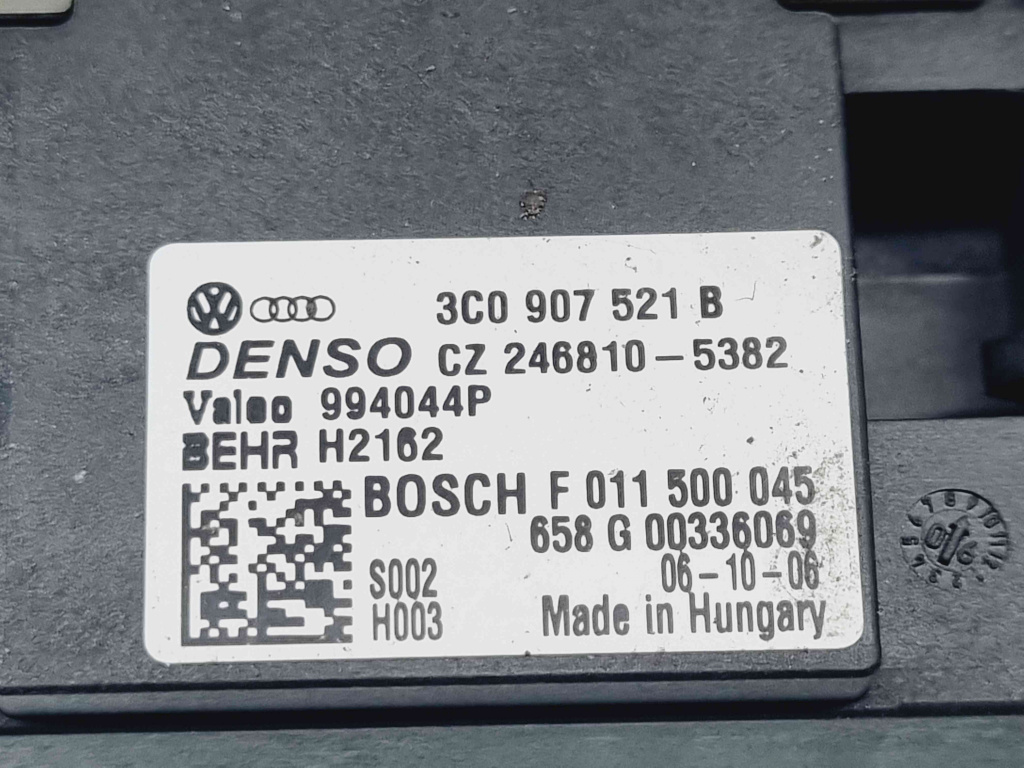 3C0 907 521 B
DENSO CZ 246810-5382
Valeo 994044P
BEHR H2162
BOSCH F 011 500 045
658 G 00336069
S002 06-10-06
H003 Made in Hungary